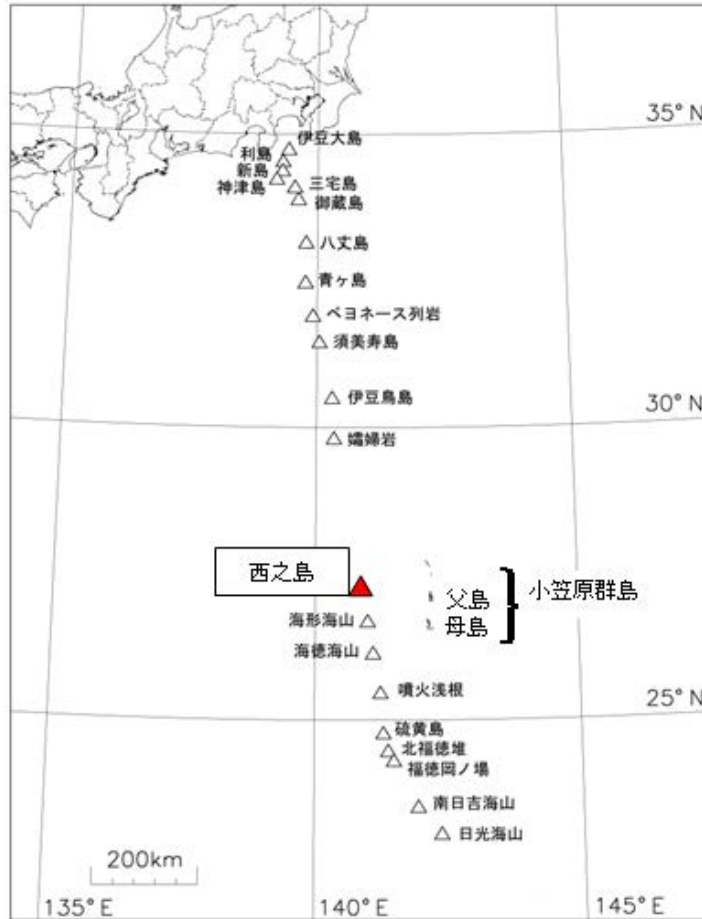 35°N
伊豆大島
利島
新島
神津島
三宅島
御蔵島
八丈島
青ヶ島
ベヨネース列岩
須美寿島
伊豆鳥島
30°N
孀婦岩
西之島
父島
母島
小笠原群島
海形海山
海徳海山
噴火浅根
25°N
硫黄島
北福徳堆
福徳岡ノ場
南日吉海山
日光海山
200km
135°E
140°E
145°E